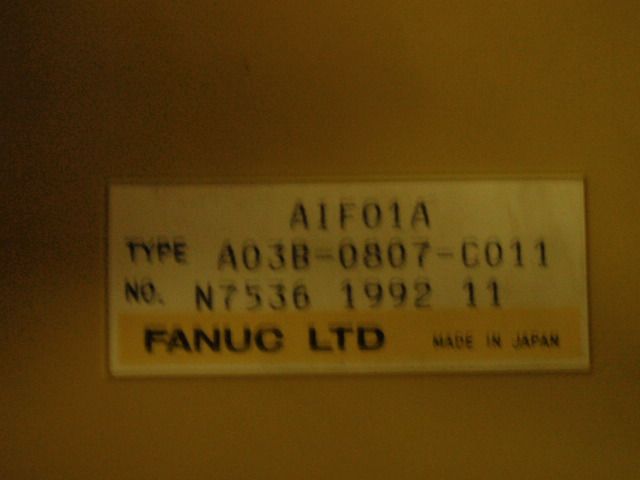 AIF01A
TYPE A03B-0807-C011
NO. N7536 1992 11
FANUC LTD MADE IN JAPAN